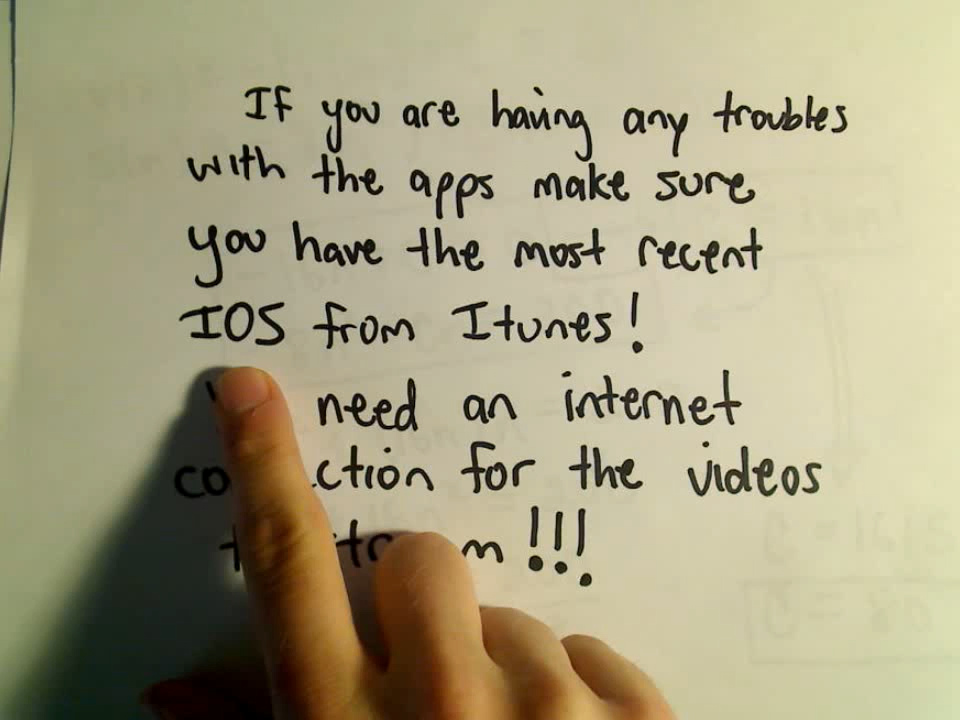 If you are having any troubles
with the apps make sure
you have the most recent
IOS from Itunes!
need an internet
for the videos
!!!